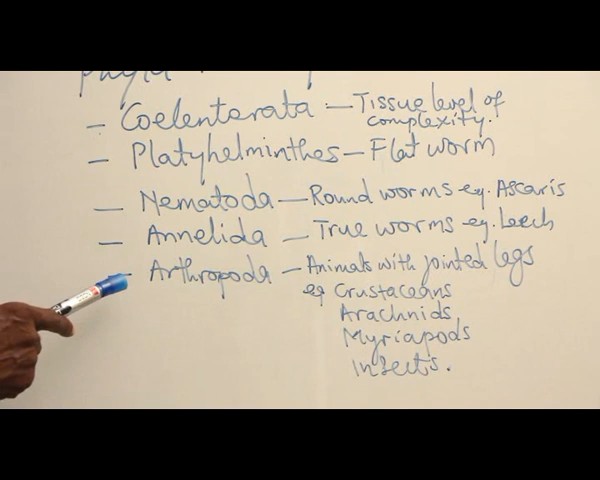 Phyla
– Coelenterata – Tissue level of
complexity.
– Platyhelminthes – Flat worm
– Nematoda – Round worms eg. Ascaris
– Annelida – True worms eg. Leech
– Arthropoda – Animals with jointed legs
eg Crustaceans
Arachnids
Myriapods
Insects.